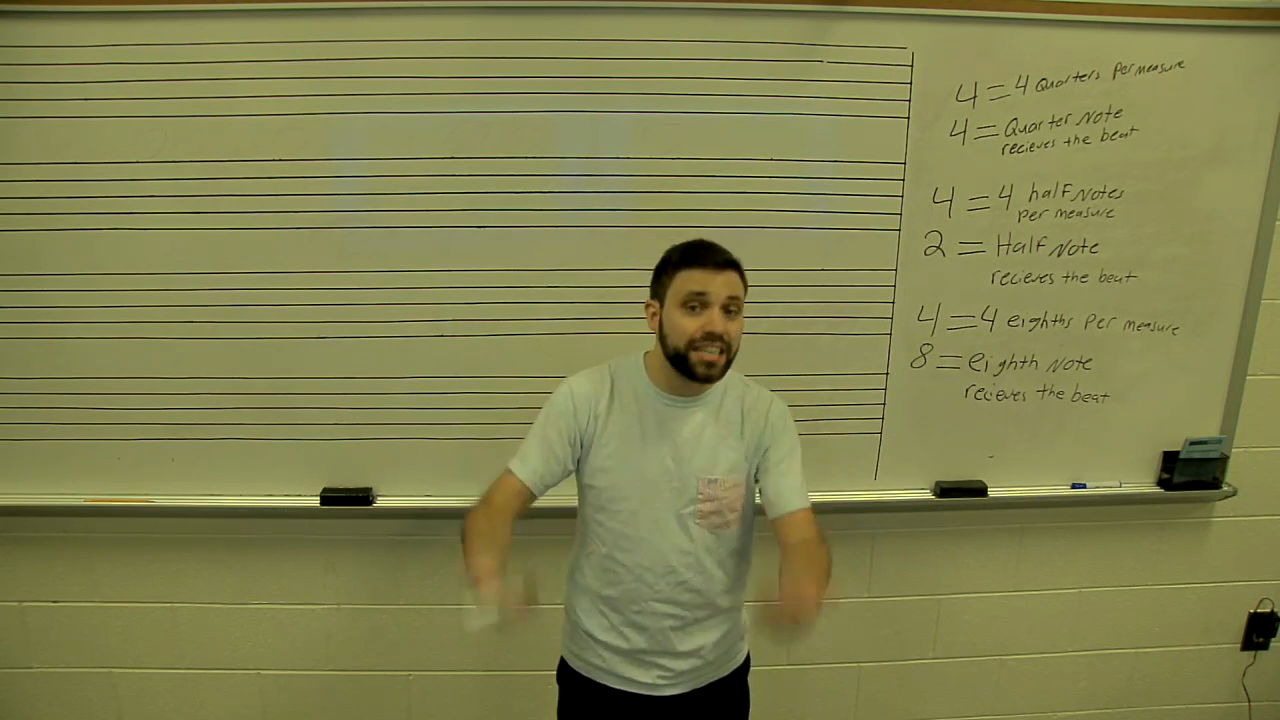 4 = 4 Quarters Per measure
4 = Quarter Note
recieves the beat
4 = 4 half Notes
per measure
2 = Half Note
recieves the beat
4 = 4 eighths per measure
8 = eighth Note
recieves the beat